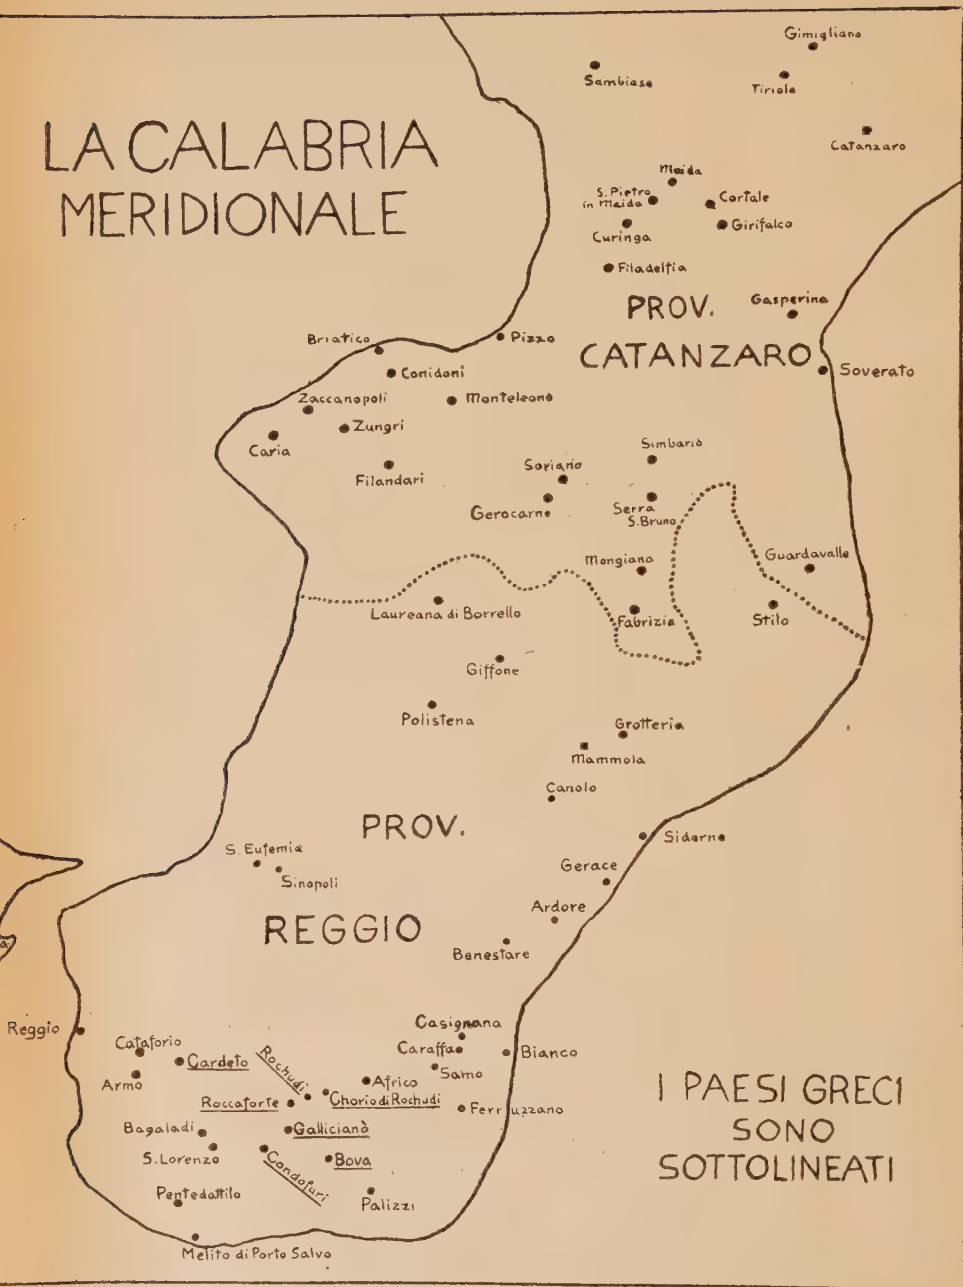 LA CALABRIA
MERIDIONALE
Gimigliano
Sambiase
Tiriolo
Catanzaro
Maida
S. Pietro
in Maida
Cortale
Curinga
Girifalco
Filadelfia
PROV.
CATANZARO
Gasperina
Briatico
Pizzo
Conidoni
Soverato
Zaccanopoli
Monteleone
Zungri
Caria
Filandari
Soriano
Simbario
Gerocarne
Serra
S. Bruno
Mongiana
Guardavalle
Laureana di Borrello
Fabrizia
Stilo
Giffone
Polistena
Grotteria
Mammola
Canolo
PROV.
REGGIO
Siderno
S. Eufemia
Sinopoli
Gerace
Ardore
Benestare
Reggio
Casignana
Cataforio
Cardeto
Rochudi
Caraffa
Bianco
Armo
Africo
Samo
Roccaforte
Chorio di Rochudi
Ferruzzano
Bagaladi
Gallicianò
S. Lorenzo
Condofuri
Bova
Pentedattilo
Palizzi
Melito di Porto Salvo
I PAESI GRECI
SONO
SOTTOLINEATI